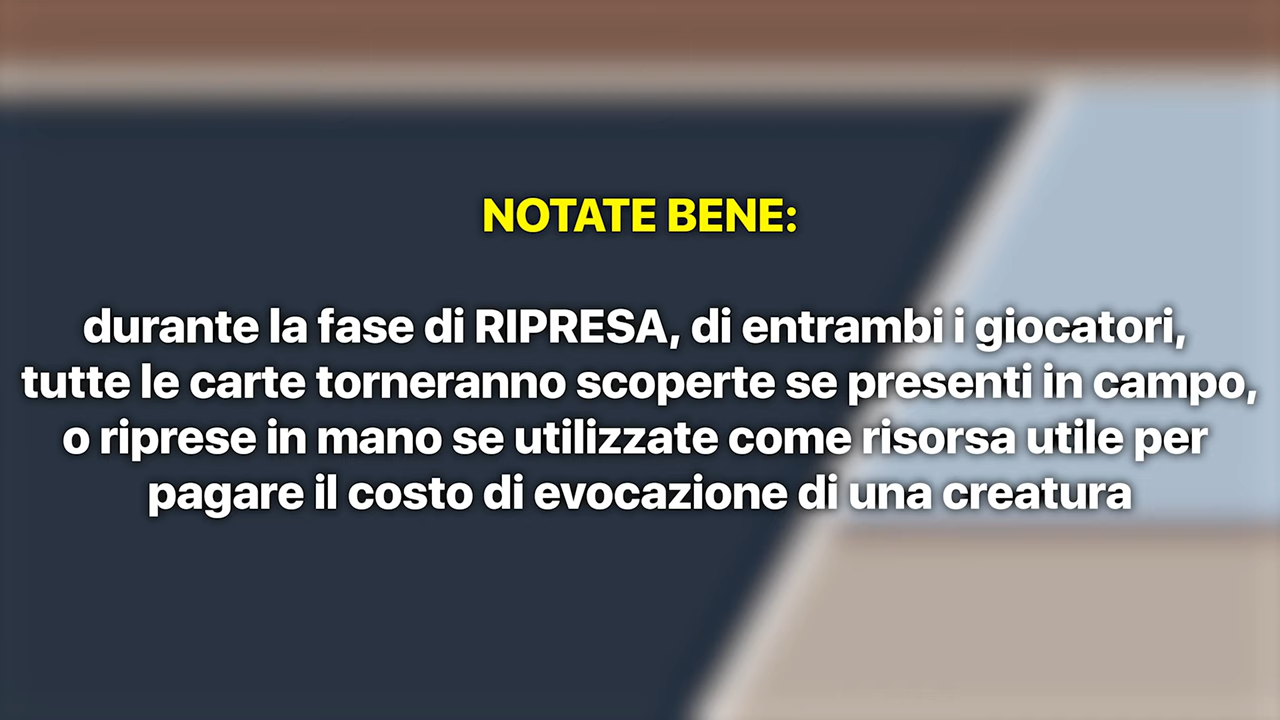 NOTATE BENE:
durante la fase di RIPRESA, di entrambi i giocatori,
tutte le carte torneranno scoperte se presenti in campo,
o riprese in mano se utilizzate come risorsa utile per
pagare il costo di evocazione di una creatura